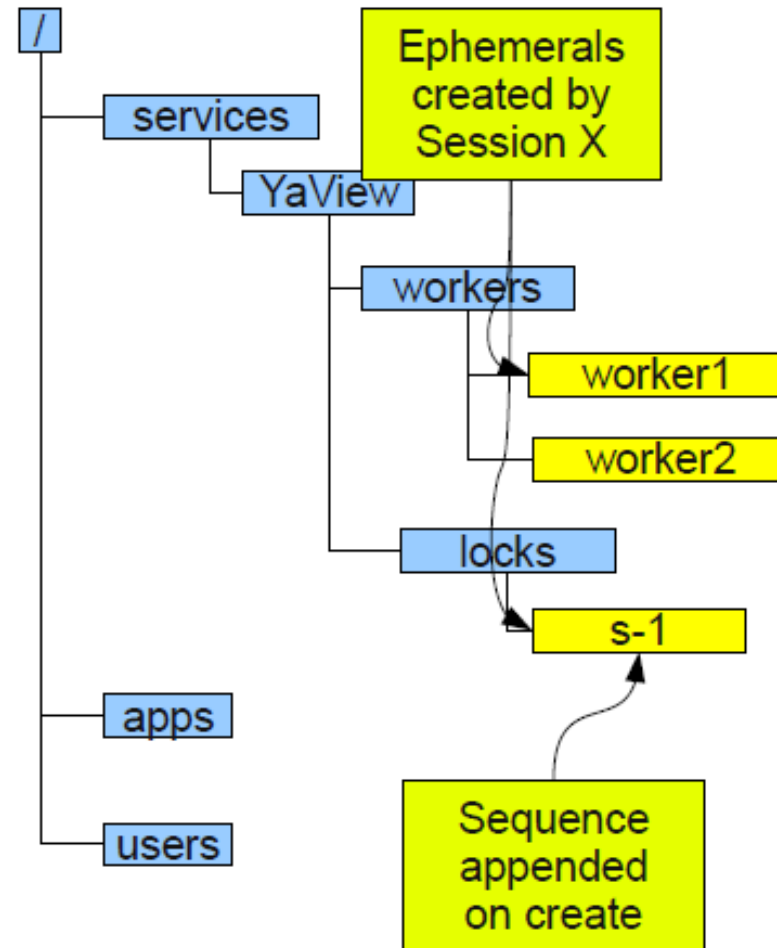 /
Ephemerals
created by
Session X
services
YaView
workers
worker1
worker2
locks
s-1
apps
users
Sequence
appended
on create